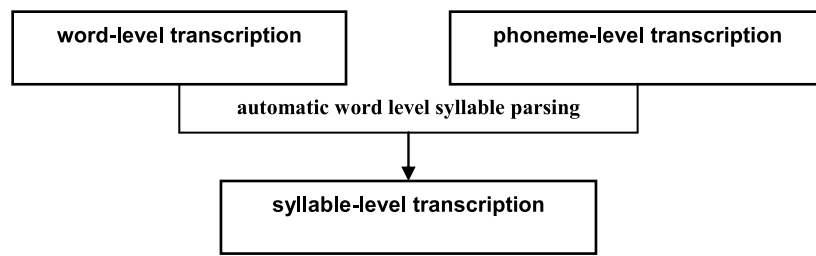 word-level transcription
phoneme-level transcription
automatic word level syllable parsing
syllable-level transcription